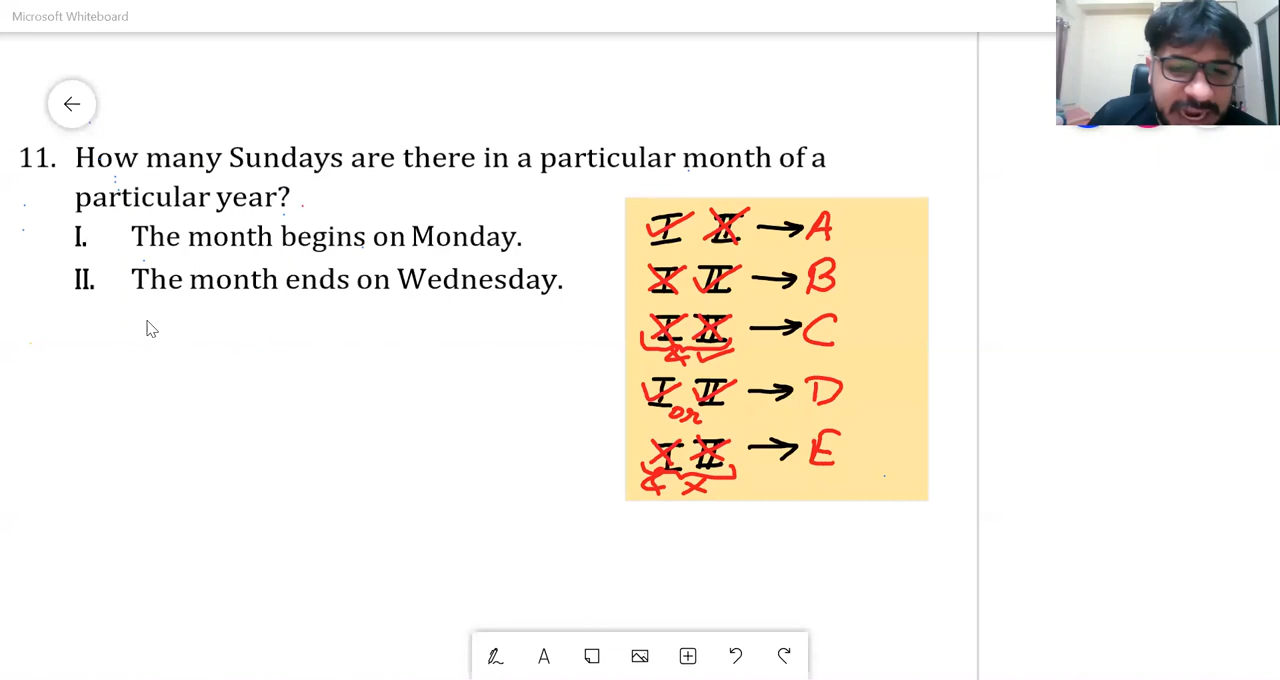 Microsoft Whiteboard
11. How many Sundays are there in a particular month of a
particular year?
I. The month begins on Monday.
II. The month ends on Wednesday.
I II → A
I II → B
I II → C
&
I II → D
or
I II → E
&
A